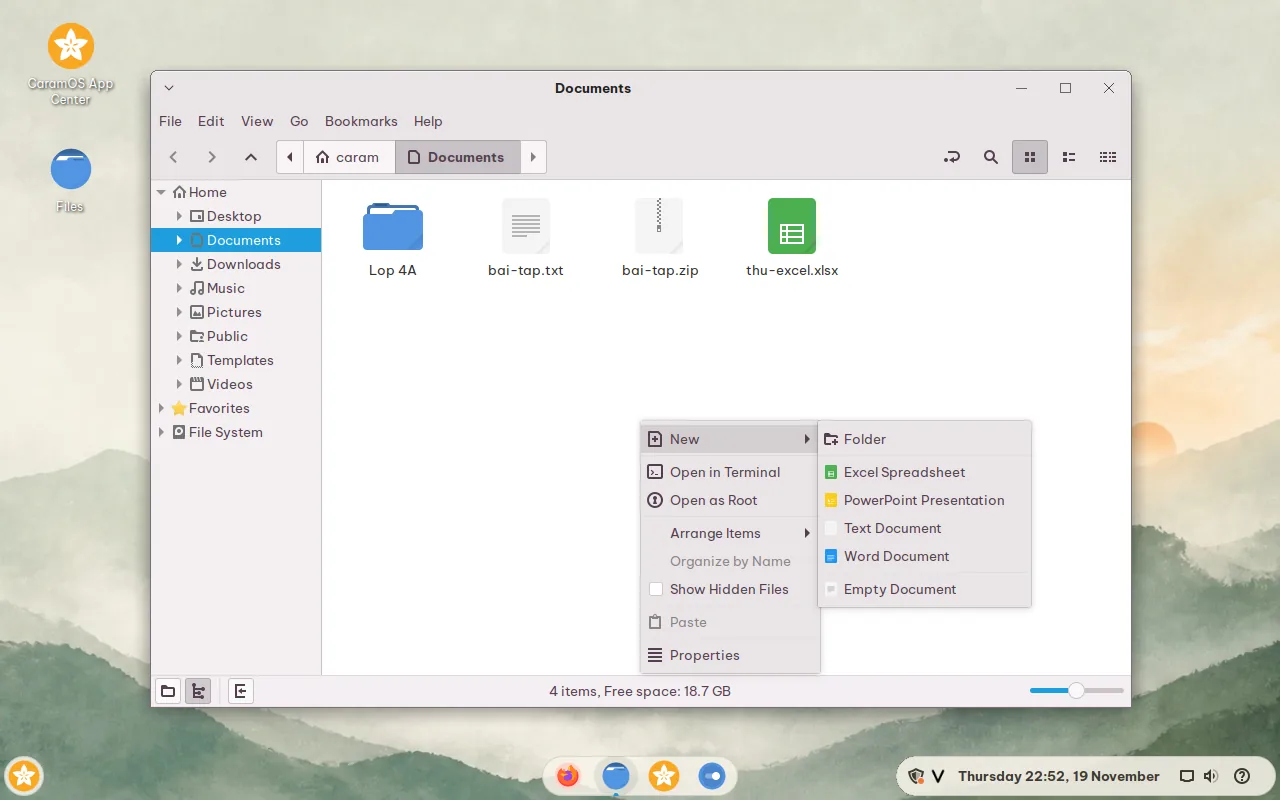 CaramOS App
Center
Files
Documents
File Edit View Go Bookmarks Help
caram Documents
Home
Desktop
Documents
Downloads
Music
Pictures
Public
Templates
Videos
Favorites
File System
Lop 4A
bai-tap.txt
bai-tap.zip
thu-excel.xlsx
New
Open in Terminal
Open as Root
Arrange Items
Organize by Name
Show Hidden Files
Paste
Properties
Folder
Excel Spreadsheet
PowerPoint Presentation
Text Document
Word Document
Empty Document
4 items, Free space: 18.7 GB
V Thursday 22:52, 19 November